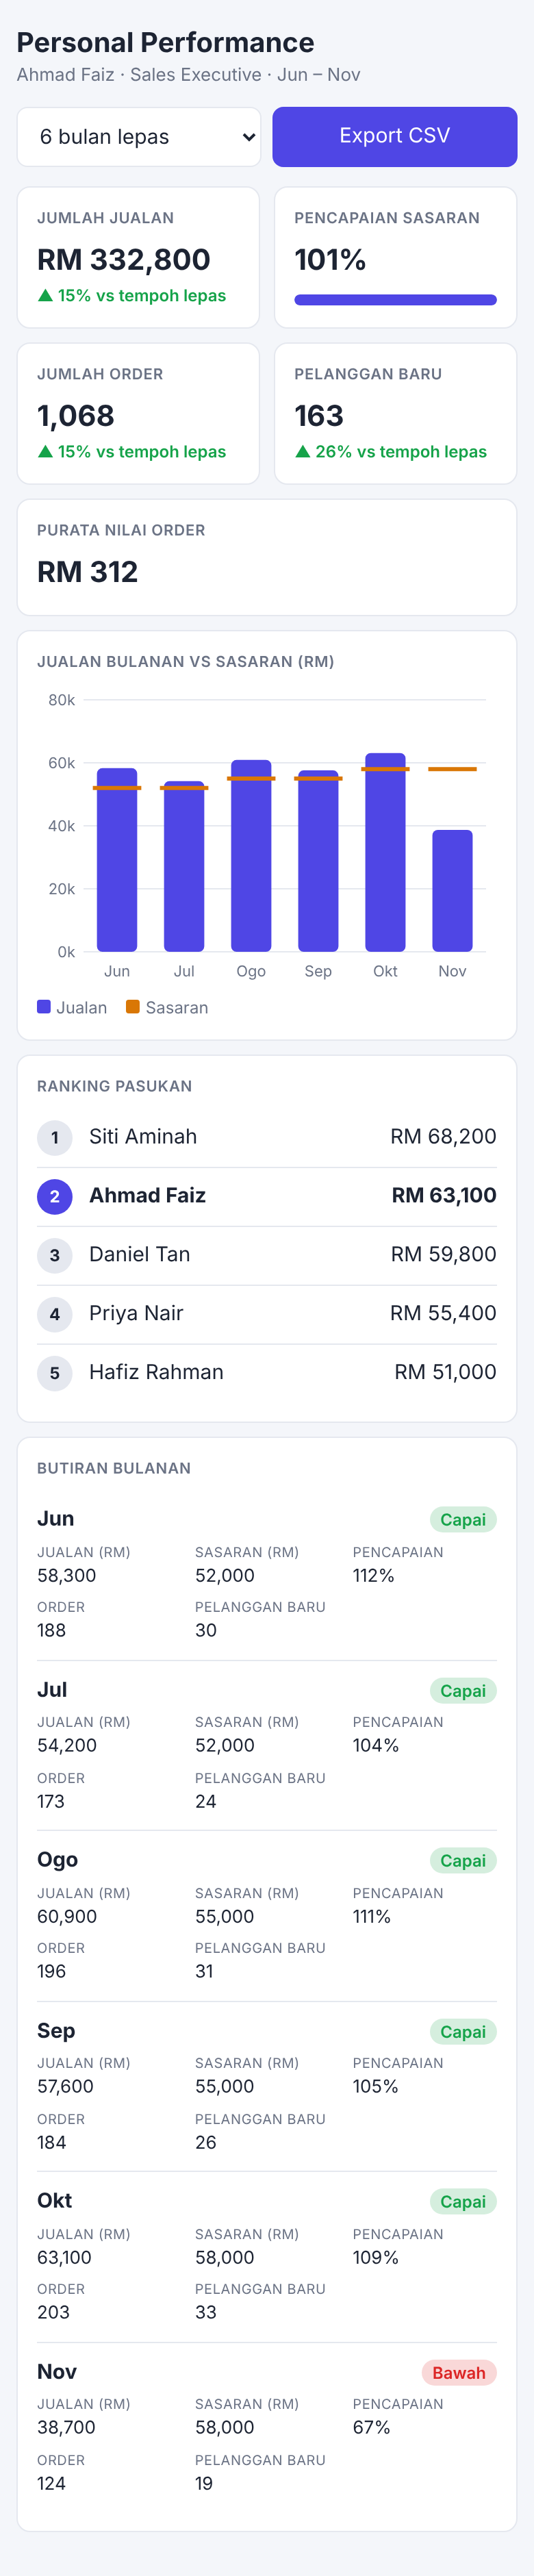 Personal Performance
Ahmad Faiz · Sales Executive · Jun – Nov
6 bulan lepas
Export CSV
JUMLAH JUALAN
RM 332,800
▲ 15% vs tempoh lepas
PENCAPAIAN SASARAN
101%
JUMLAH ORDER
1,068
▲ 15% vs tempoh lepas
PELANGGAN BARU
163
▲ 26% vs tempoh lepas
PURATA NILAI ORDER
RM 312
JUALAN BULANAN VS SASARAN (RM)
80k
60k
40k
20k
0k
Jun Jul Ogo Sep Okt Nov
Jualan Sasaran
RANKING PASUKAN
1 Siti Aminah RM 68,200
2 Ahmad Faiz RM 63,100
3 Daniel Tan RM 59,800
4 Priya Nair RM 55,400
5 Hafiz Rahman RM 51,000
BUTIRAN BULANAN
Jun Capai
JUALAN (RM) SASARAN (RM) PENCAPAIAN
58,300 52,000 112%
ORDER PELANGGAN BARU
188 30
Jul Capai
JUALAN (RM) SASARAN (RM) PENCAPAIAN
54,200 52,000 104%
ORDER PELANGGAN BARU
173 24
Ogo Capai
JUALAN (RM) SASARAN (RM) PENCAPAIAN
60,900 55,000 111%
ORDER PELANGGAN BARU
196 31
Sep Capai
JUALAN (RM) SASARAN (RM) PENCAPAIAN
57,600 55,000 105%
ORDER PELANGGAN BARU
184 26
Okt Capai
JUALAN (RM) SASARAN (RM) PENCAPAIAN
63,100 58,000 109%
ORDER PELANGGAN BARU
203 33
Nov Bawah
JUALAN (RM) SASARAN (RM) PENCAPAIAN
38,700 58,000 67%
ORDER PELANGGAN BARU
124 19